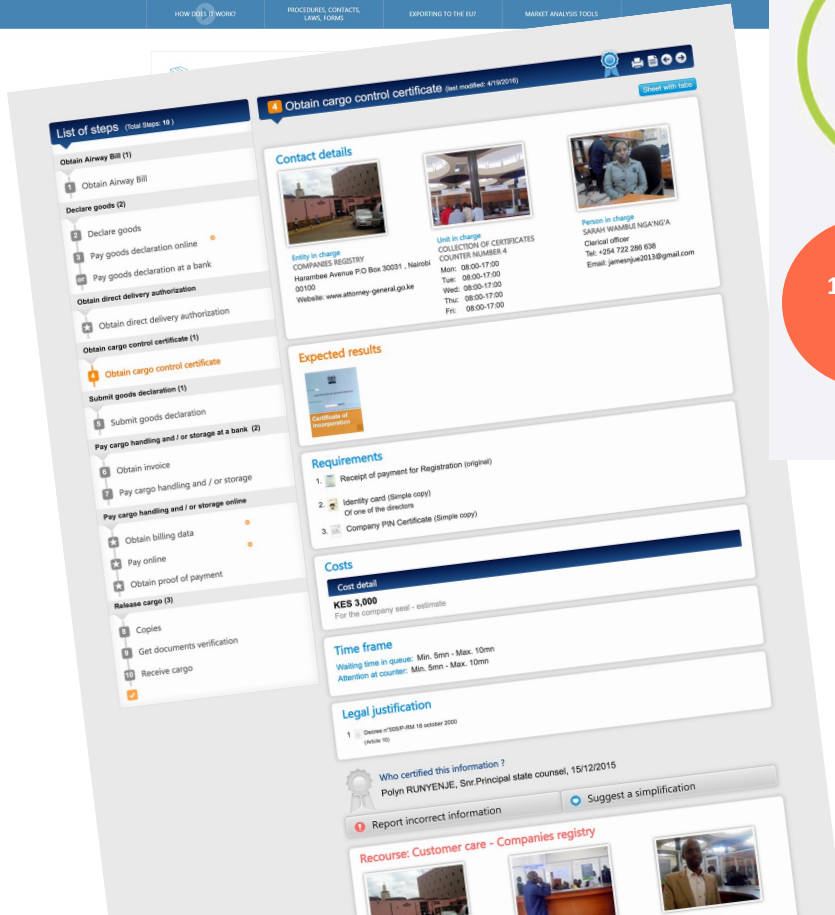 HOW DOES IT WORK?
PROCEDURES, CONTACTS,
LAWS, FORMS
EXPORTING TO THE EU?
MARKET ANALYSIS TOOLS
1
List of steps (Total Steps: 10 )
Obtain Airway Bill (1)
1 Obtain Airway Bill
Declare goods (2)
2 Declare goods
3 Pay goods declaration online
or Pay goods declaration at a bank
Obtain direct delivery authorization
Obtain direct delivery authorization
Obtain cargo control certificate (1)
4 Obtain cargo control certificate
Submit goods declaration (1)
5 Submit goods declaration
Pay cargo handling and / or storage at a bank (2)
6 Obtain invoice
7 Pay cargo handling and / or storage
Pay cargo handling and / or storage online
Obtain billing data
Pay online
Obtain proof of payment
Release cargo (3)
8 Copies
9 Get documents verification
10 Receive cargo
4 Obtain cargo control certificate (last modified: 4/19/2016)
Sheet with tabs
Contact details
Entity in charge
COMPANIES REGISTRY
Harambee Avenue P.O Box 30031 , Nairobi
00100
Website: www.attorney-general.go.ke
Unit in charge
COLLECTION OF CERTIFICATES
COUNTER NUMBER 4
Mon: 08:00-17:00
Tue: 08:00-17:00
Wed: 08:00-17:00
Thu: 08:00-17:00
Fri: 08:00-17:00
Person in charge
SARAH WAMBUI NGA'NG'A
Clerical officer
Tel: +254 722 286 638
Email: jamesnjue2013@gmail.com
Expected results
Certificate of
incorporation
Requirements
1. Receipt of payment for Registration (original)
2. Identity card (Simple copy)
Of one of the directors
3. Company PIN Certificate (Simple copy)
Costs
Cost detail
KES 3,000
For the company seal - estimate
Time frame
Waiting time in queue: Min. 5mn - Max. 10mn
Attention at counter: Min. 5mn - Max. 10mn
Legal justification
1 Decree n°505/P-RM 16 october 2000
(Article 10)
Who certified this information ?
Polyn RUNYENJE, Snr.Principal state counsel, 15/12/2015
Report incorrect information
Suggest a simplification
Recourse: Customer care - Companies registry